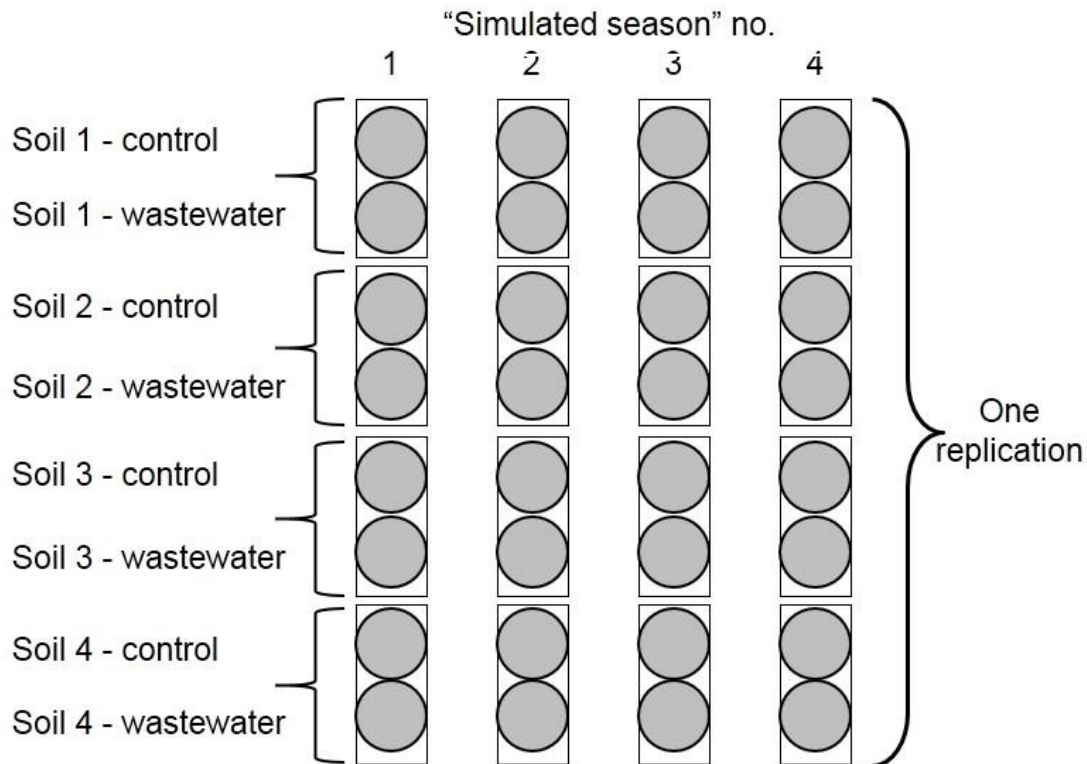 “Simulated season” no.
1 2 3 4
Soil 1 - control
Soil 1 - wastewater
Soil 2 - control
Soil 2 - wastewater
Soil 3 - control
Soil 3 - wastewater
Soil 4 - control
Soil 4 - wastewater
One
replication